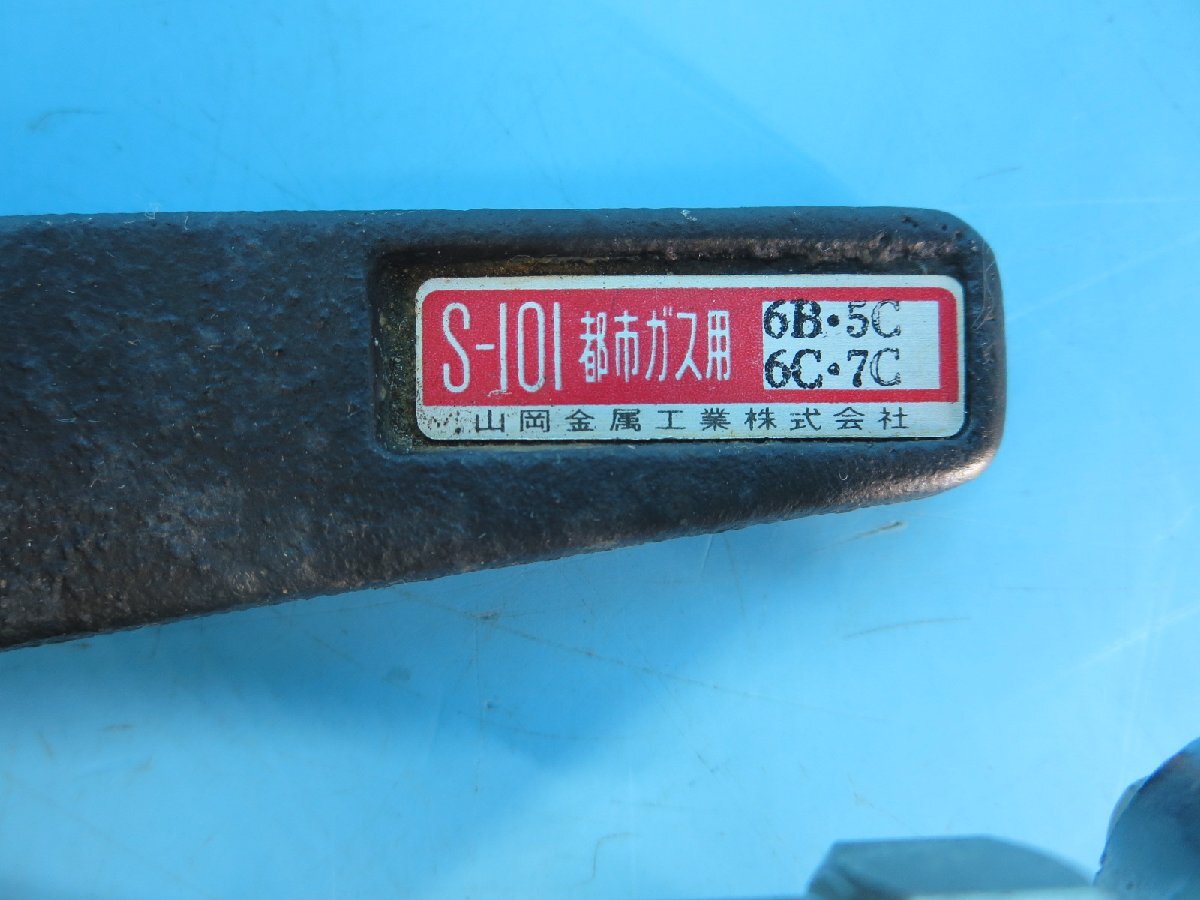 S-101 都市ガス用 6B・5C
6C・7C
山岡金属工業株式会社